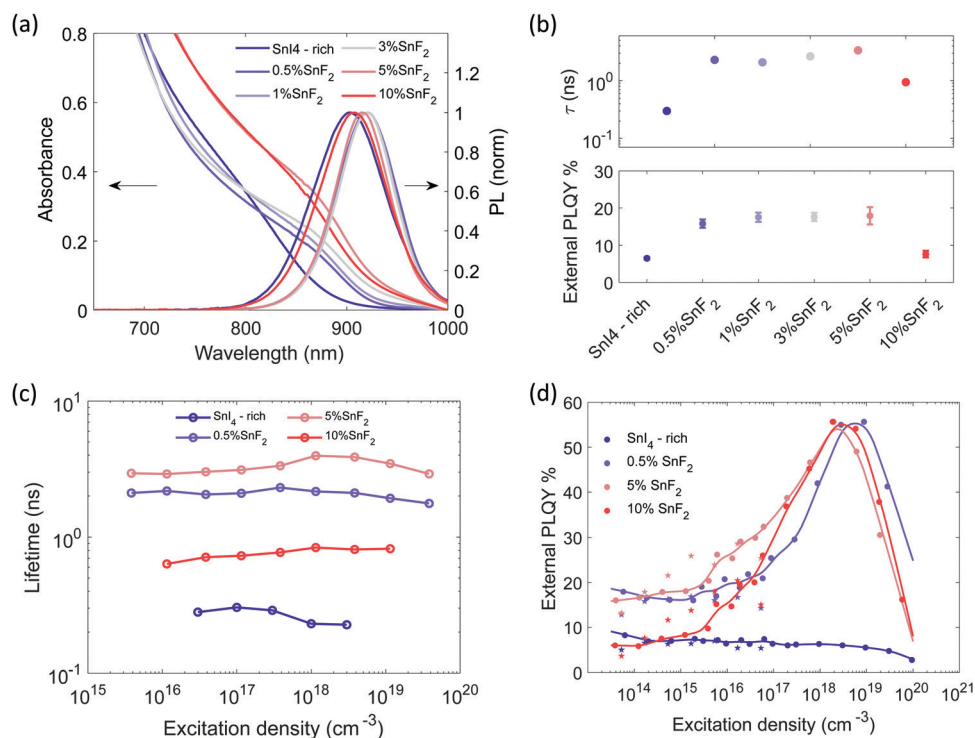 (a)
0.8
0.6
0.4
0.2
0
Absorbance
SnI4 - rich
0.5%SnF2
1%SnF2
3%SnF2
5%SnF2
10%SnF2
1.2
1
0.8
0.6
0.4
0.2
0
PL (norm)
700 800 900 1000
Wavelength (nm)
(b)
τ (ns)
10^0
10^-1
External PLQY %
30
20
10
0
SnI4 - rich
0.5%SnF2
1%SnF2
3%SnF2
5%SnF2
10%SnF2
(c)
Lifetime (ns)
10^1
10^0
10^-1
SnI4 - rich
0.5%SnF2
5%SnF2
10%SnF2
10^15 10^16 10^17 10^18 10^19 10^20
Excitation density (cm^-3)
(d)
External PLQY %
60
50
40
30
20
10
0
SnI4 - rich
0.5% SnF2
5% SnF2
10% SnF2
10^14 10^15 10^16 10^17 10^18 10^19 10^20 10^21
Excitation density (cm^-3)